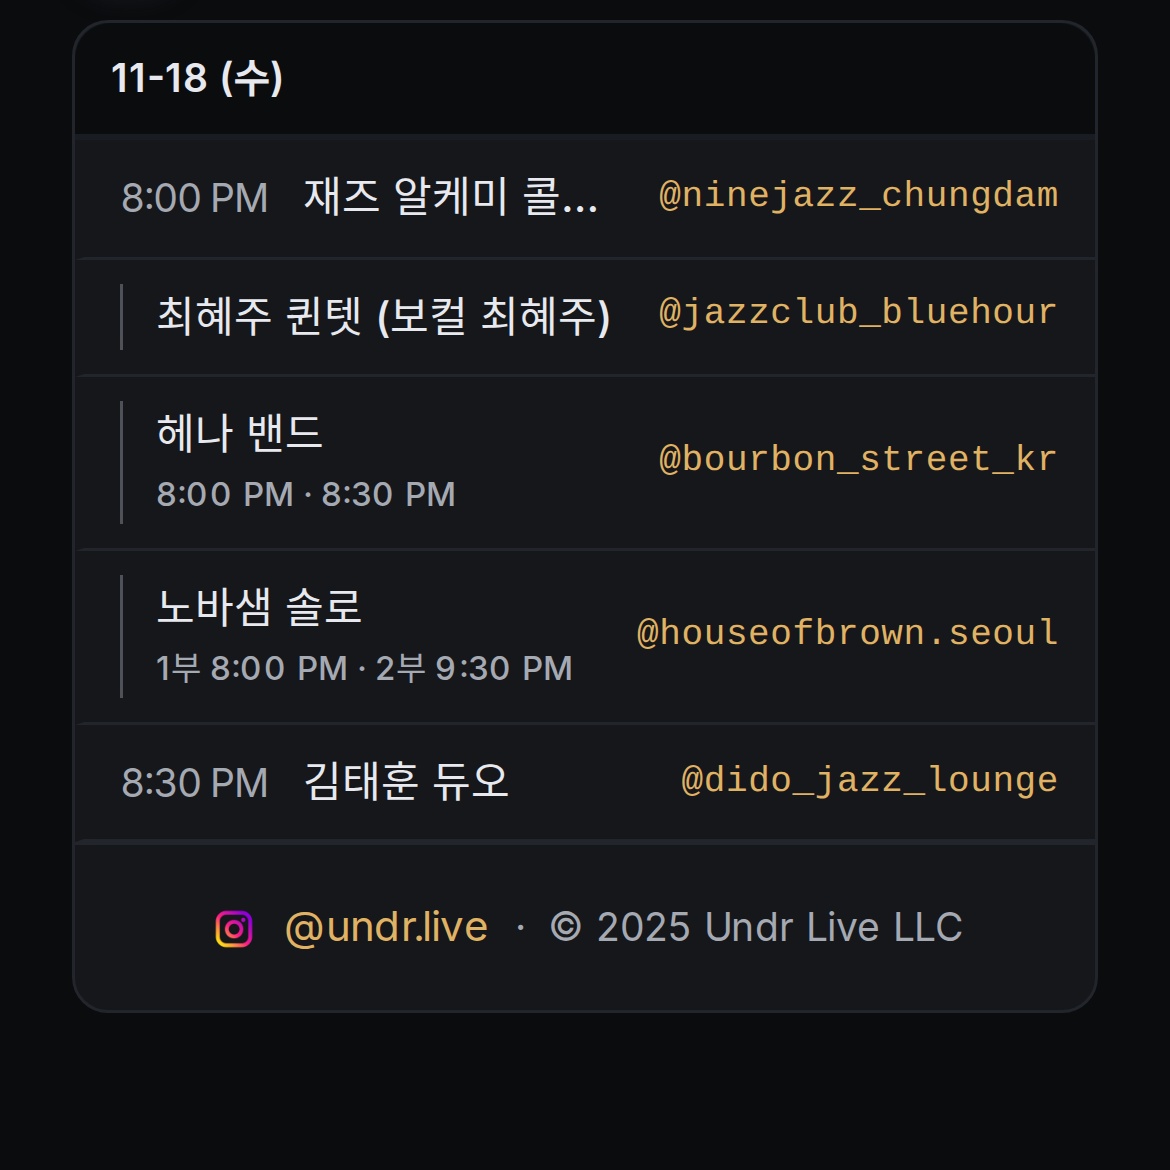 11-18 (수)
8:00 PM 재즈 알케미 콜... @ninejazz_chungdam
최혜주 퀸텟 (보컬 최혜주) @jazzclub_bluehour
헤나 밴드
8:00 PM · 8:30 PM
@bourbon_street_kr
노바샘 솔로
1부 8:00 PM · 2부 9:30 PM
@houseofbrown.seoul
8:30 PM 김태훈 듀오 @dido_jazz_lounge
@undr.live · © 2025 Undr Live LLC